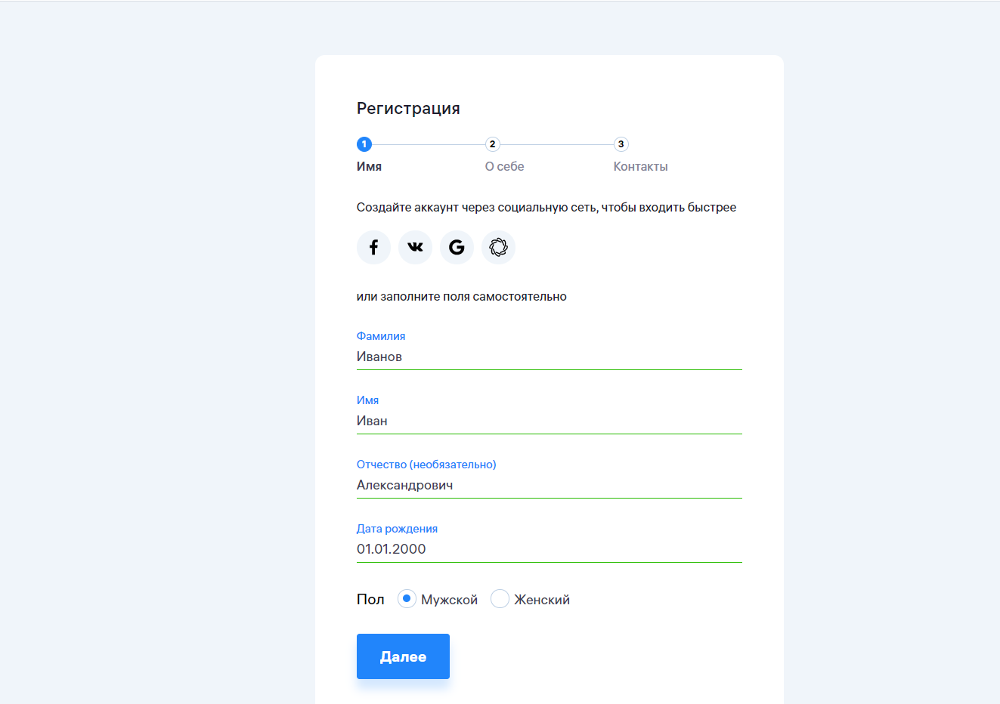 Регистрация
1 2 3
Имя О себе Контакты
Создайте аккаунт через социальную сеть, чтобы входить быстрее
или заполните поля самостоятельно
Фамилия
Иванов
Имя
Иван
Отчество (необязательно)
Александрович
Дата рождения
01.01.2000
Пол Мужской Женский
Далее